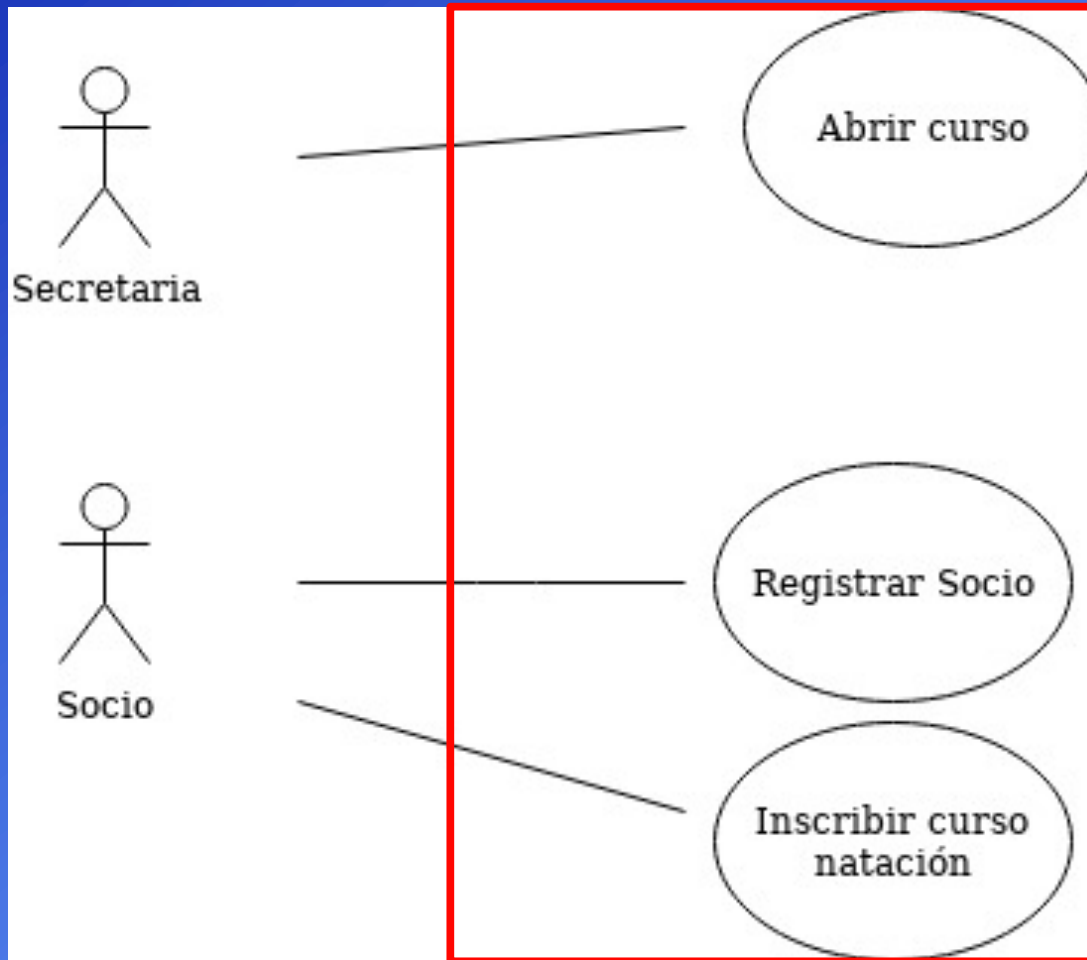 Abrir curso
Secretaria
Registrar Socio
Socio
Inscribir curso
natación